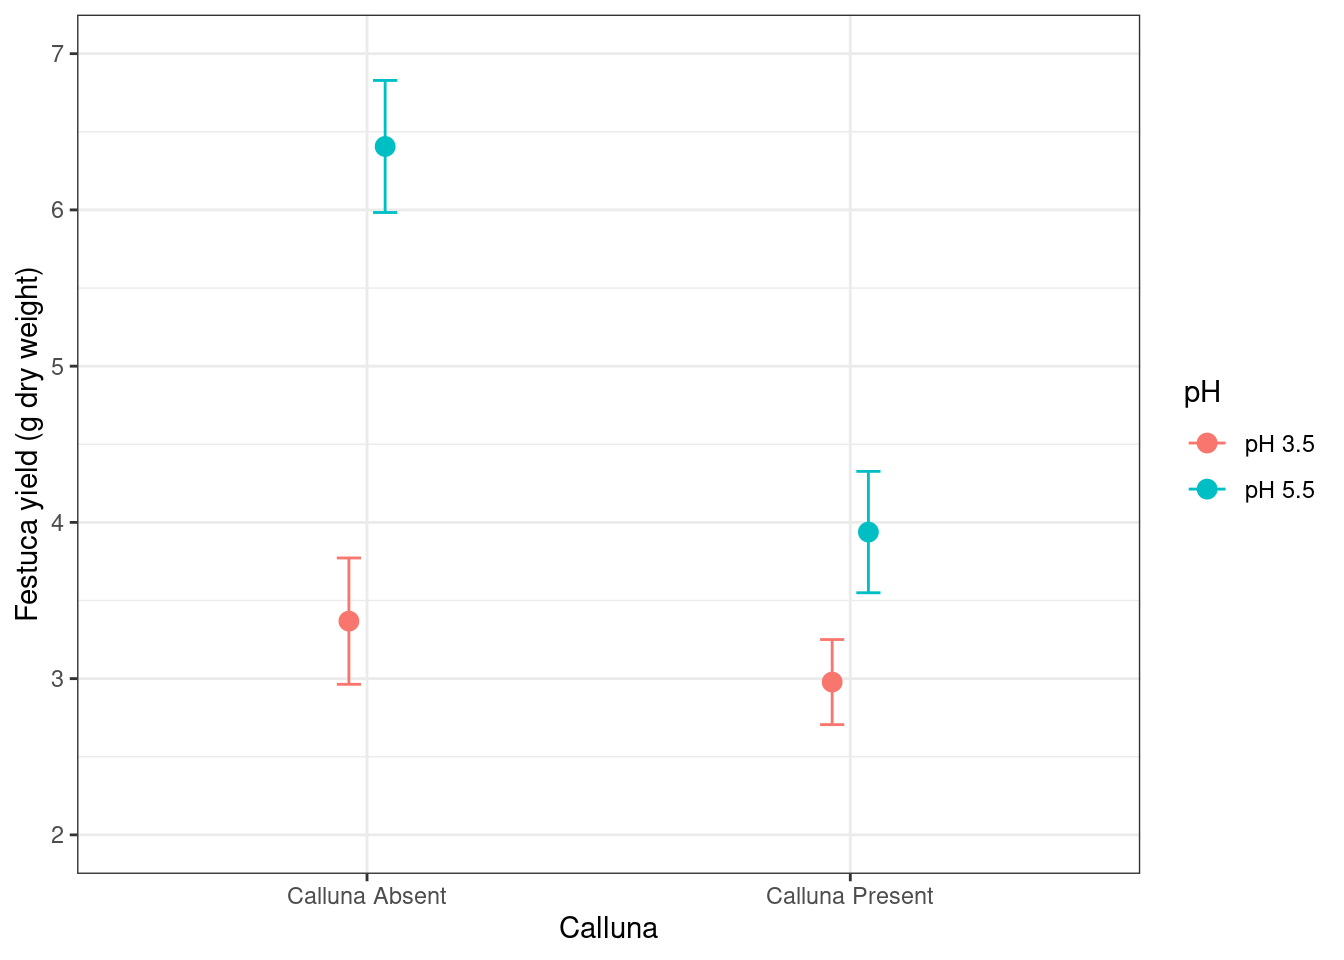 Festuca yield (g dry weight)
7
6
5
4
3
2
Calluna Absent
Calluna Present
Calluna
pH
pH 3.5
pH 5.5